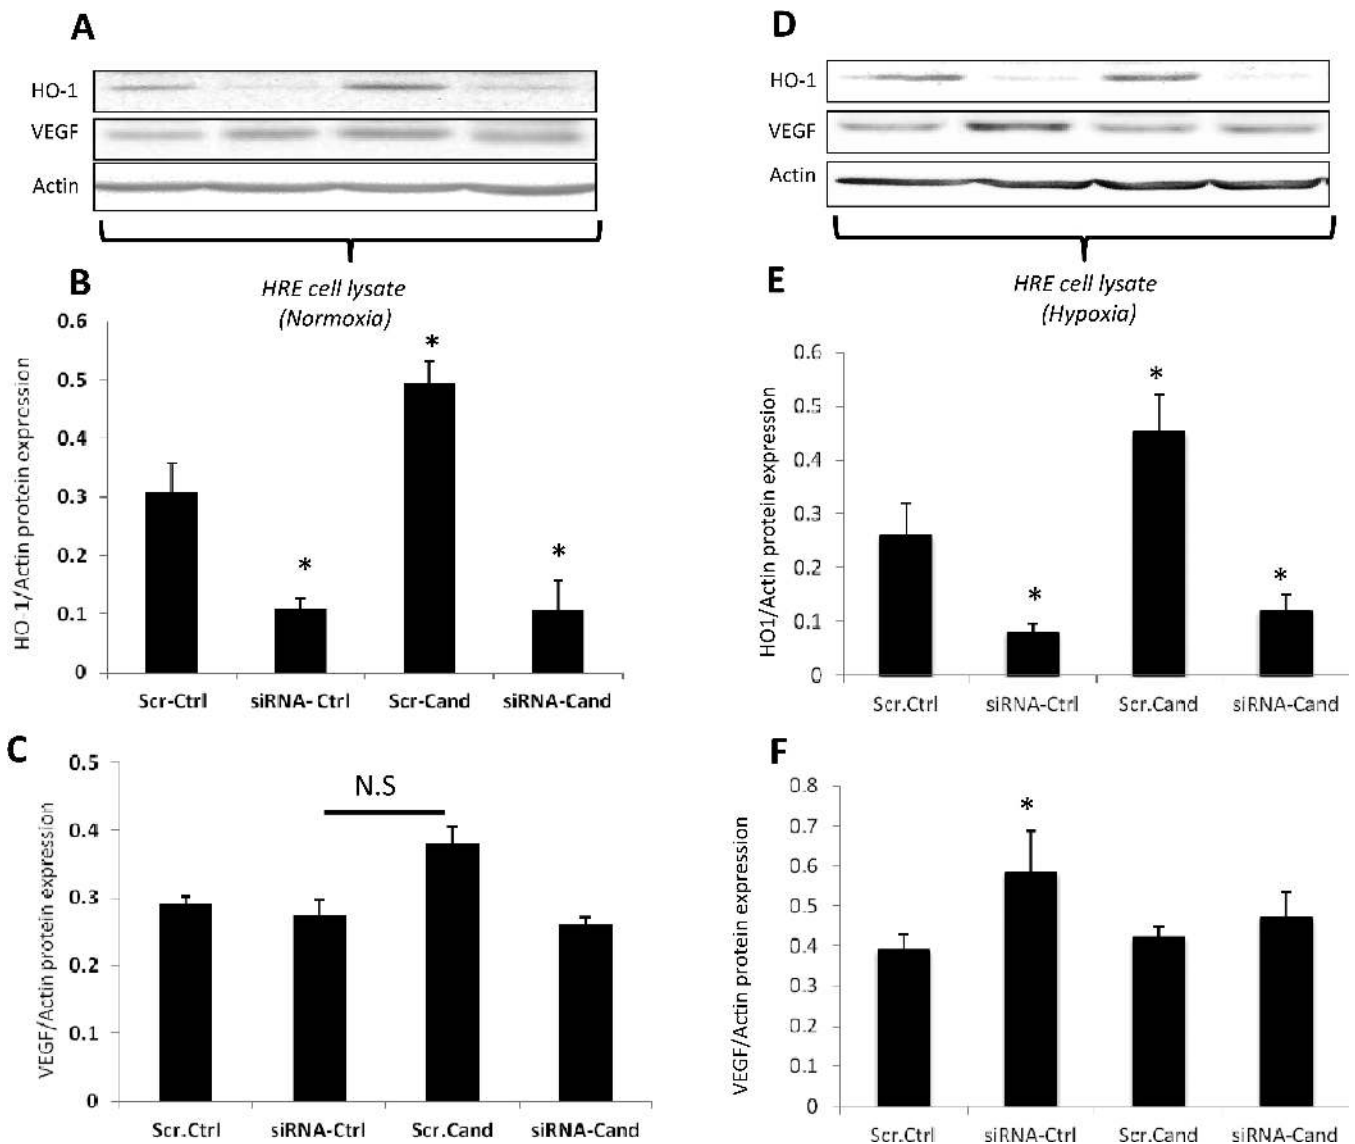 A
HO-1
VEGF
Actin
HRE cell lysate
(Normoxia)
B
0.6
0.5
0.4
0.3
0.2
0.1
0
HO-1/Actin protein expression
*
*
*
Scr-Ctrl siRNA- Ctrl Scr-Cand siRNA-Cand
C
0.5
0.4
0.3
0.2
0.1
0
VEGF/Actin protein expression
N.S
Scr.Ctrl siRNA-Ctrl Scr.Cand siRNA-Cand
D
HO-1
VEGF
Actin
HRE cell lysate
(Hypoxia)
E
0.6
0.5
0.4
0.3
0.2
0.1
0
HO1/Actin protein expression
*
*
*
Scr.Ctrl siRNA-Ctrl Scr.Cand siRNA-Cand
F
0.8
0.7
0.6
0.5
0.4
0.3
0.2
0.1
0
VEGF/Actin protein expression
*
Scr.Ctrl siRNA-Ctrl Scr.Cand siRNA-Cand